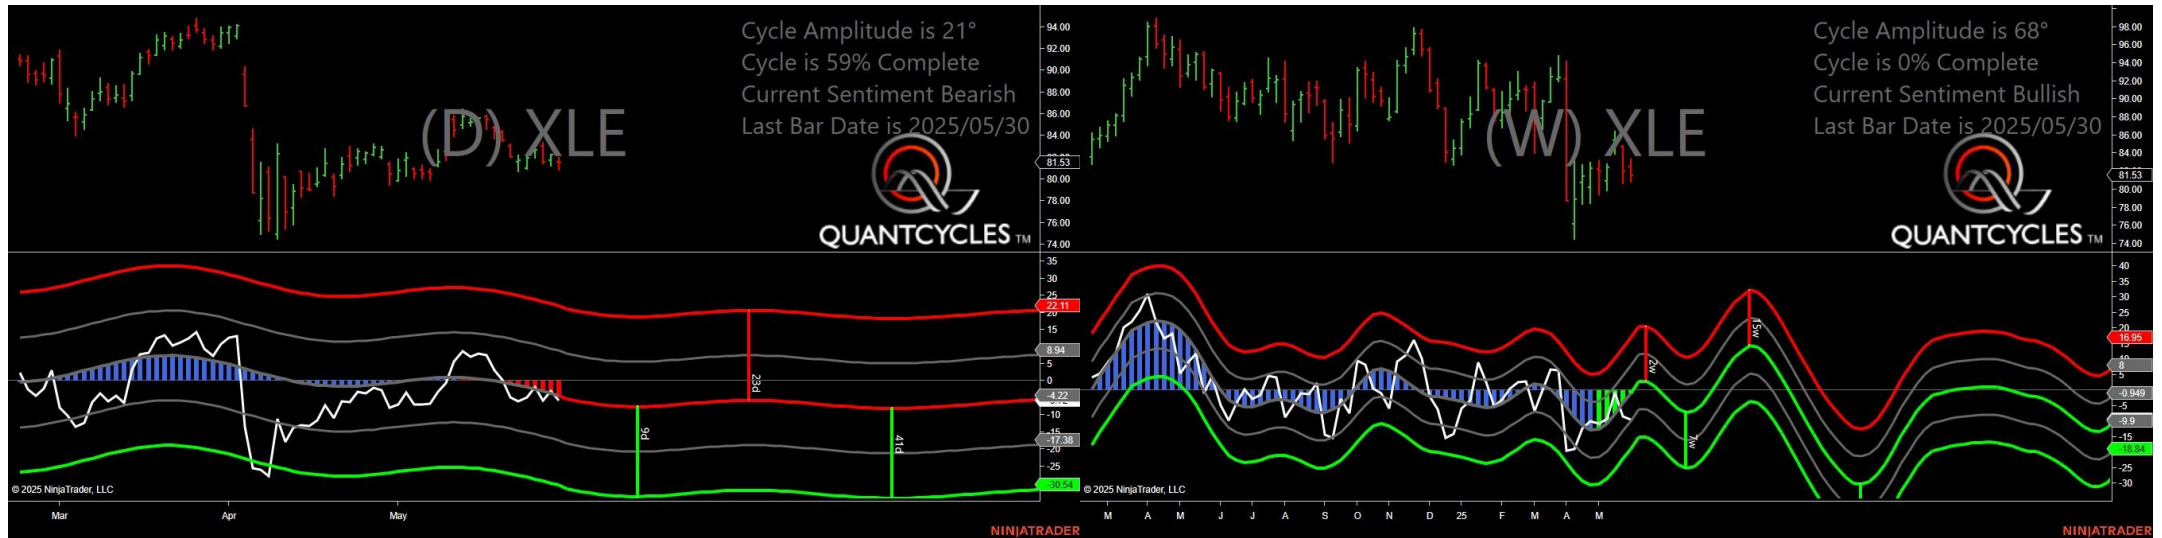 Cycle Amplitude is 21°
Cycle is 59% Complete
Current Sentiment Bearish
Last Bar Date is 2025/05/30
(D) XLE
QUANTCYCLES TM
94.00
92.00
90.00
88.00
86.00
84.00
81.53
80.00
78.00
76.00
74.00
35
30
25
22.11
20
15
8.94
5
0
-4.22
-10
-15
-17.38
-20
-25
-30.54
9d
23d
41d
© 2025 NinjaTrader, LLC
Mar Apr May
NINJATRADER
Cycle Amplitude is 68°
Cycle is 0% Complete
Current Sentiment Bullish
Last Bar Date is 2025/05/30
(W) XLE
QUANTCYCLES TM
98.00
96.00
94.00
92.00
90.00
88.00
86.00
84.00
81.53
80.00
78.00
76.00
74.00
40
35
30
25
20
16.95
8
5
-0.949
-5
-9.9
-15
-18.84
-25
-30
2w
7w
15w
© 2025 NinjaTrader, LLC
M A M J J A S O N D 25 F M A M
NINJATRADER